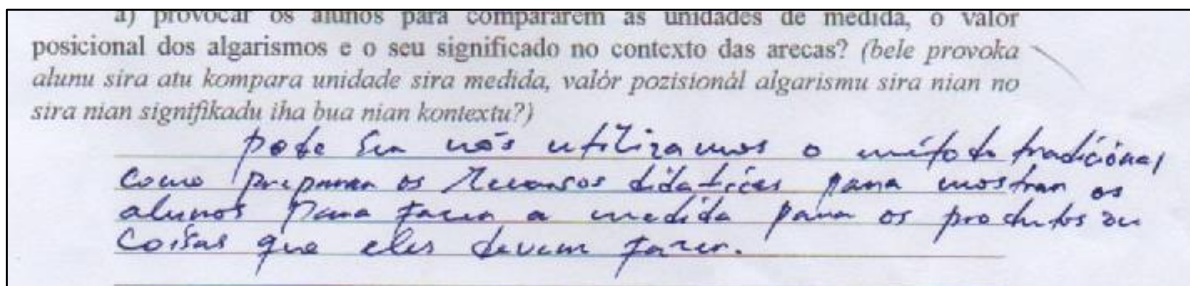 a) provocar os alunos para compararem as unidades de medida, o valor
posicional dos algarismos e o seu significado no contexto das arecas? (bele provoka
alunu sira atu kompara unidade sira medida, valór pozisionál algarismu sira nian no
sira nian signifikadu iha bua nian kontextu?)
pode ser nós utilizamos o método tradicional
como preparar os recursos didáticos para mostrar os
alunos para fazer a medida para os produtos ou
coisas que eles devem fazer.